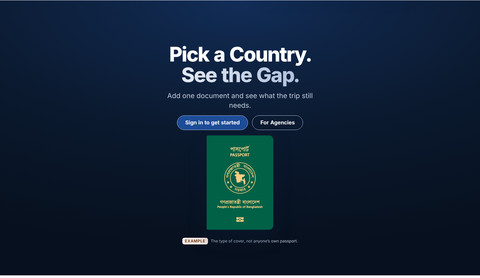 Pick a Country.
See the Gap.
Add one document and see what the trip still
needs.
Sign in to get started
For Agencies
পাসপোর্ট
PASSPORT
গণপ্রজাতন্ত্রী বাংলাদেশ
People's Republic of Bangladesh
EXAMPLE
The type of cover, not anyone's own passport.